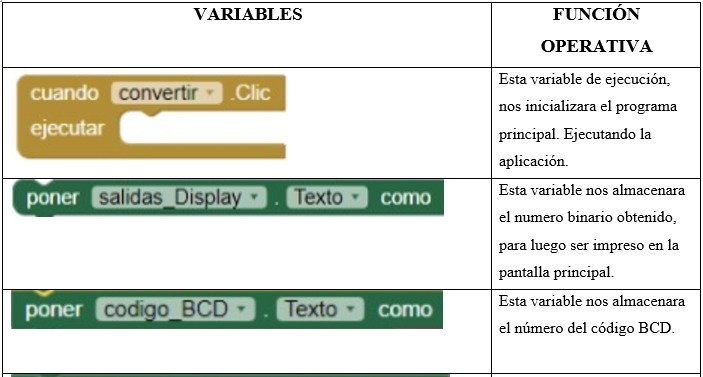 VARIABLES
FUNCIÓN
OPERATIVA
cuando convertir .Clic
ejecutar
Esta variable de ejecución,
nos inicializara el programa
principal. Ejecutando la
aplicación.
poner salidas_Display . Texto como
Esta variable nos almacenara
el numero binario obtenido,
para luego ser impreso en la
pantalla principal.
poner codigo_BCD . Texto como
Esta variable nos almacenara
el número del código BCD.